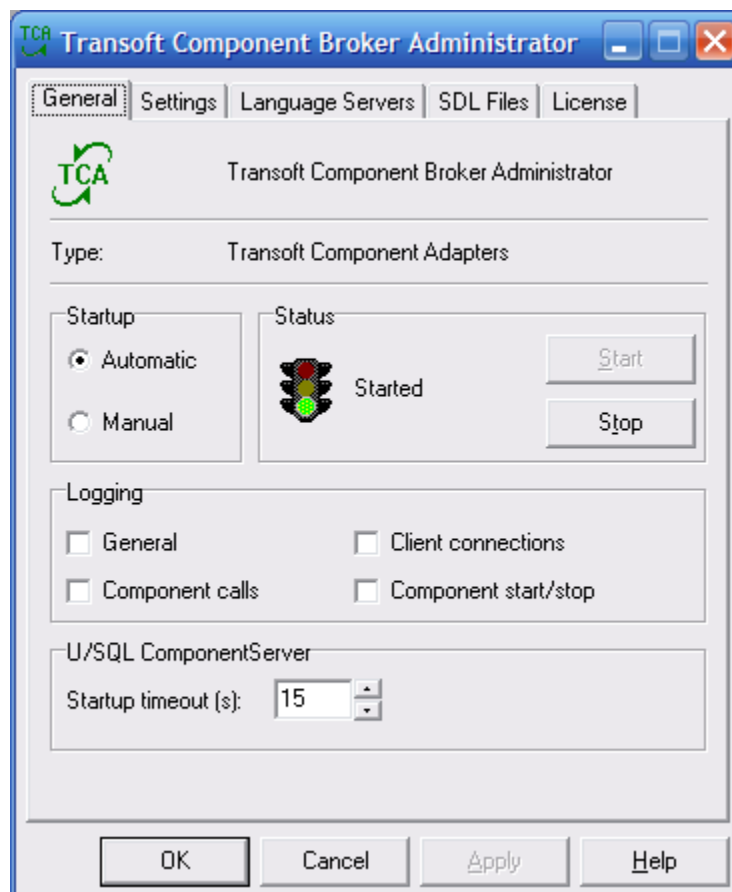 TCA Transoft Component Broker Administrator
General Settings Language Servers SDL Files License
TCA Transoft Component Broker Administrator
Type: Transoft Component Adapters
Startup Status
Automatic Started Start
Manual Stop
Logging
General Client connections
Component calls Component start/stop
U/SQL ComponentServer
Startup timeout (s): 15
OK Cancel Apply Help